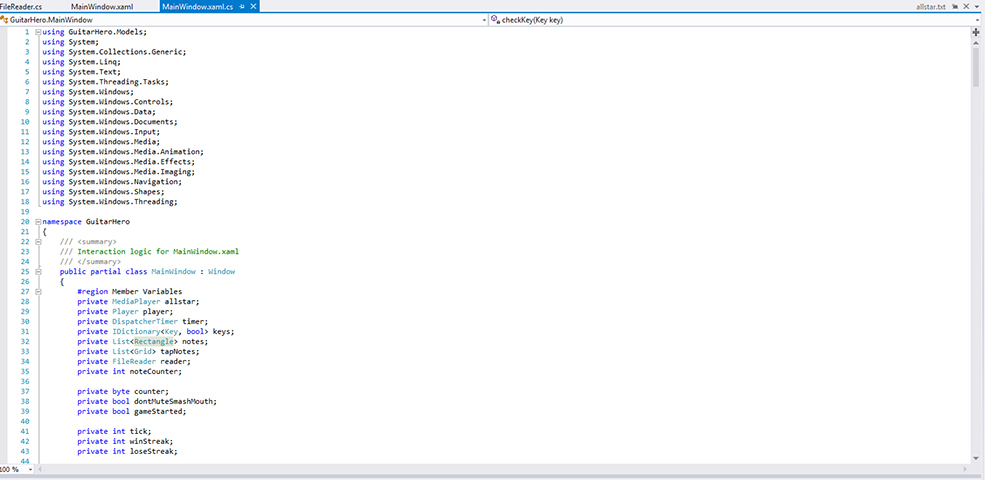 FileReader.cs MainWindow.xaml MainWindow.xaml.cs allstar.txt
GuitarHero.MainWindow checkKey(Key key)
1 using GuitarHero.Models;
2 using System;
3 using System.Collections.Generic;
4 using System.Linq;
5 using System.Text;
6 using System.Threading.Tasks;
7 using System.Windows;
8 using System.Windows.Controls;
9 using System.Windows.Data;
10 using System.Windows.Documents;
11 using System.Windows.Input;
12 using System.Windows.Media;
13 using System.Windows.Media.Animation;
14 using System.Windows.Media.Effects;
15 using System.Windows.Media.Imaging;
16 using System.Windows.Navigation;
17 using System.Windows.Shapes;
18 using System.Windows.Threading;
19
20 namespace GuitarHero
21 {
22 /// <summary>
23 /// Interaction logic for MainWindow.xaml
24 /// </summary>
25 public partial class MainWindow : Window
26 {
27 #region Member Variables
28 private MediaPlayer allstar;
29 private Player player;
30 private DispatcherTimer timer;
31 private IDictionary<Key, bool> keys;
32 private List<Rectangle> notes;
33 private List<Grid> tapNotes;
34 private FileReader reader;
35 private int noteCounter;
36
37 private byte counter;
38 private bool dontMuteSmashMouth;
39 private bool gameStarted;
40
41 private int tick;
42 private int winStreak;
43 private int loseStreak;
44
100 %